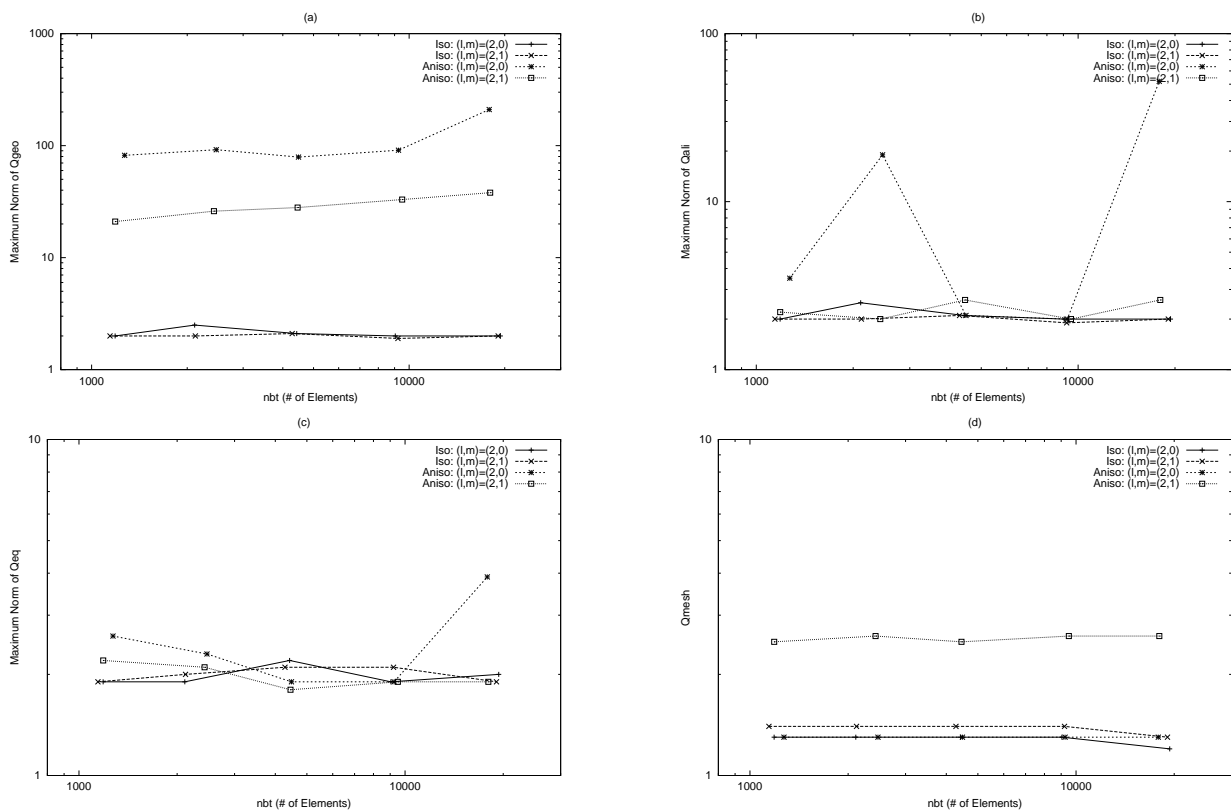 (a)
Maximum Norm of Qgeo
1000
100
10
1
1000
10000
nbt (# of Elements)
Iso: (l,m)=(2,0)
Iso: (l,m)=(2,1)
Aniso: (l,m)=(2,0)
Aniso: (l,m)=(2,1)
(b)
Maximum Norm of Qali
100
10
1
1000
10000
nbt (# of Elements)
Iso: (l,m)=(2,0)
Iso: (l,m)=(2,1)
Aniso: (l,m)=(2,0)
Aniso: (l,m)=(2,1)
(c)
Maximum Norm of Qeq
10
1
1000
10000
nbt (# of Elements)
Iso: (l,m)=(2,0)
Iso: (l,m)=(2,1)
Aniso: (l,m)=(2,0)
Aniso: (l,m)=(2,1)
(d)
Qmesh
10
1
1000
10000
nbt (# of Elements)
Iso: (l,m)=(2,0)
Iso: (l,m)=(2,1)
Aniso: (l,m)=(2,0)
Aniso: (l,m)=(2,1)